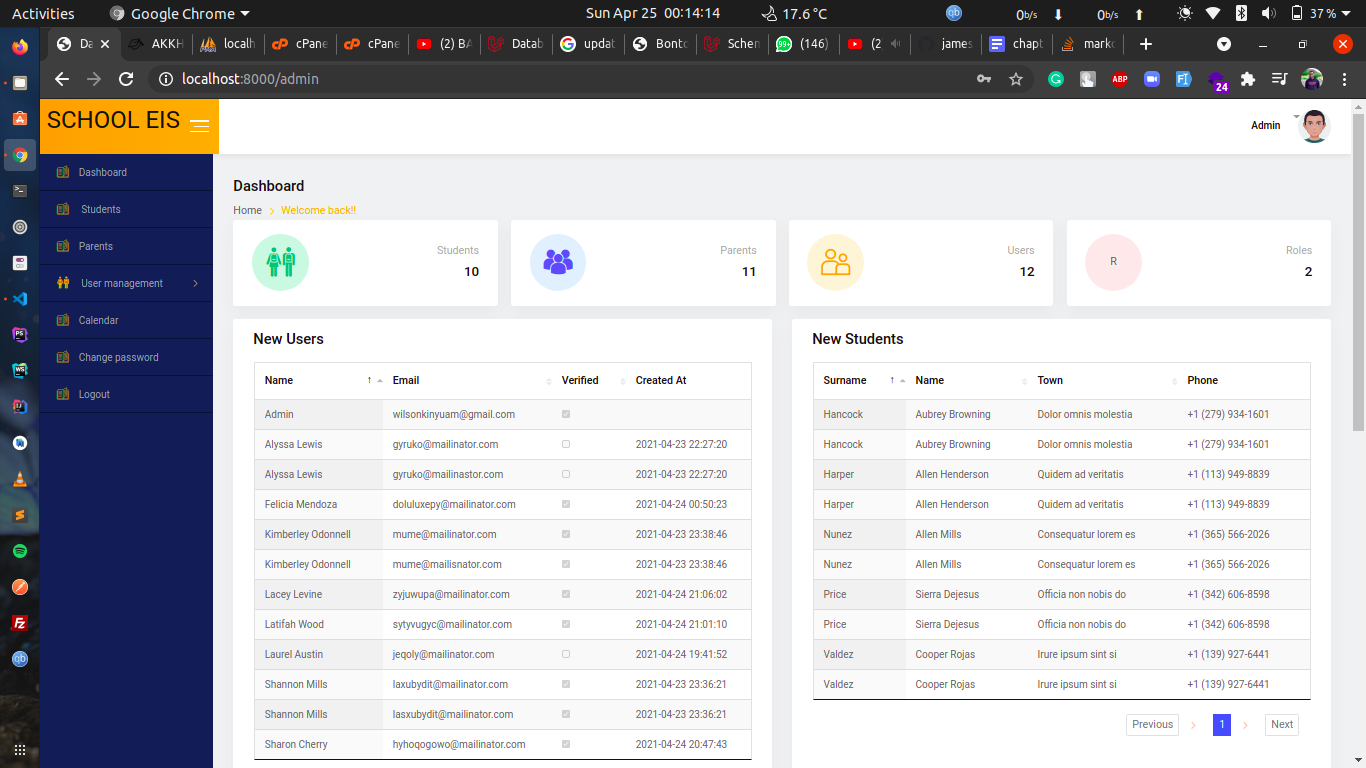 Activities Google Chrome Sun Apr 25 00:14:14 17.6 °C qb 0b/s 0b/s 37 %
Da AKKH localh cPane cPane (2) BA Datab updat Bonto Schem (146) (2 james chapt marko
localhost:8000/admin ABP 24
SCHOOL EIS
Admin
Dashboard
Students
Parents
User management
Calendar
Change password
Logout
Dashboard
Home Welcome back!!
Students
10
Parents
11
Users
12
R
Roles
2
New Users
Name Email Verified Created At
Admin wilsonkinyuam@gmail.com
Alyssa Lewis gyruko@mailinator.com 2021-04-23 22:27:20
Alyssa Lewis gyruko@mailinastor.com 2021-04-23 22:27:20
Felicia Mendoza doluluxepy@mailinator.com 2021-04-24 00:50:23
Kimberley Odonnell mume@mailinator.com 2021-04-23 23:38:46
Kimberley Odonnell mume@mailisnator.com 2021-04-23 23:38:46
Lacey Levine zyjuwupa@mailinator.com 2021-04-24 21:06:02
Latifah Wood sytyvugyc@mailinator.com 2021-04-24 21:01:10
Laurel Austin jeqoly@mailinator.com 2021-04-24 19:41:52
Shannon Mills laxubydit@mailinator.com 2021-04-23 23:36:21
Shannon Mills lasxubydit@mailinator.com 2021-04-23 23:36:21
Sharon Cherry hyhoqogowo@mailinator.com 2021-04-24 20:47:43
New Students
Surname Name Town Phone
Hancock Aubrey Browning Dolor omnis molestia +1 (279) 934-1601
Hancock Aubrey Browning Dolor omnis molestia +1 (279) 934-1601
Harper Allen Henderson Quidem ad veritatis +1 (113) 949-8839
Harper Allen Henderson Quidem ad veritatis +1 (113) 949-8839
Nunez Allen Mills Consequatur lorem es +1 (365) 566-2026
Nunez Allen Mills Consequatur lorem es +1 (365) 566-2026
Price Sierra Dejesus Officia non nobis do +1 (342) 606-8598
Price Sierra Dejesus Officia non nobis do +1 (342) 606-8598
Valdez Cooper Rojas Irure ipsum sint si +1 (139) 927-6441
Valdez Cooper Rojas Irure ipsum sint si +1 (139) 927-6441
Previous 1 Next